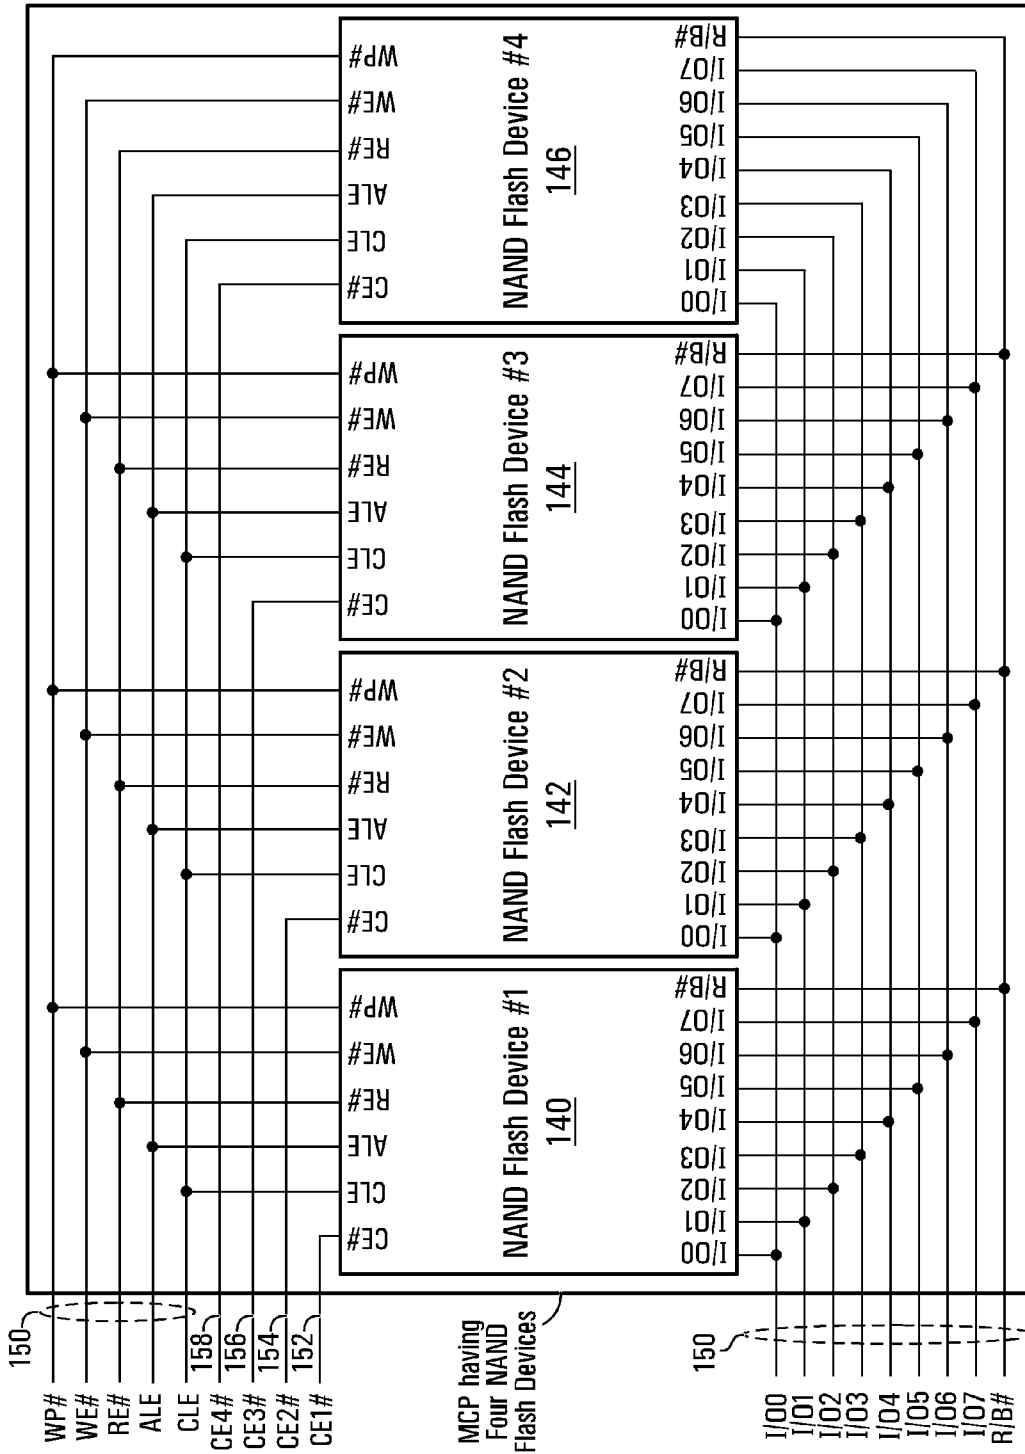 WP#
WE#
RE#
ALE
CLE
CE4#
CE3#
CE2#
CE1#
150
158
156
154
152
MCP having
Four NAND
Flash Devices
150
I/O0
I/O1
I/O2
I/O3
I/O4
I/O5
I/O6
I/O7
R/B#
CE#
CLE
ALE
RE#
WE#
WP#
NAND Flash Device #1
140
I/O0
I/O1
I/O2
I/O3
I/O4
I/O5
I/O6
I/O7
R/B#
CE#
CLE
ALE
RE#
WE#
WP#
NAND Flash Device #2
142
I/O0
I/O1
I/O2
I/O3
I/O4
I/O5
I/O6
I/O7
R/B#
CE#
CLE
ALE
RE#
WE#
WP#
NAND Flash Device #3
144
I/O0
I/O1
I/O2
I/O3
I/O4
I/O5
I/O6
I/O7
R/B#
CE#
CLE
ALE
RE#
WE#
WP#
NAND Flash Device #4
146
I/O0
I/O1
I/O2
I/O3
I/O4
I/O5
I/O6
I/O7
R/B#